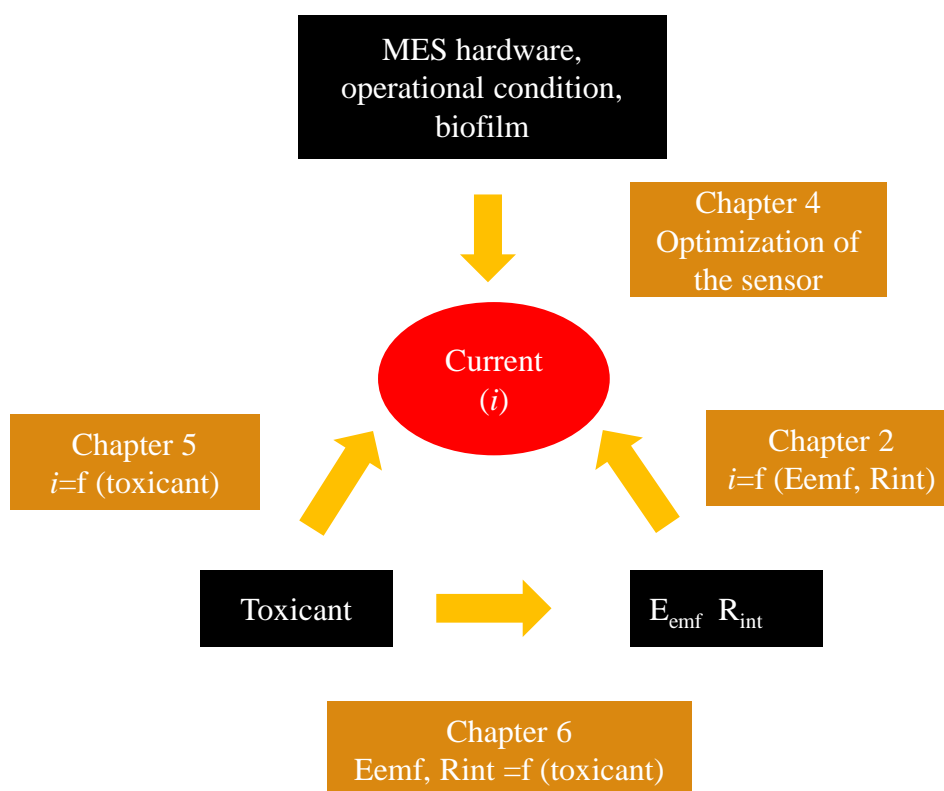 MES hardware,
operational condition,
biofilm
Chapter 4
Optimization of
the sensor
Current
(i)
Chapter 5
i=f (toxicant)
Chapter 2
i=f (Eemf, Rint)
Toxicant
Eemf Rint
Chapter 6
Eemf, Rint =f (toxicant)